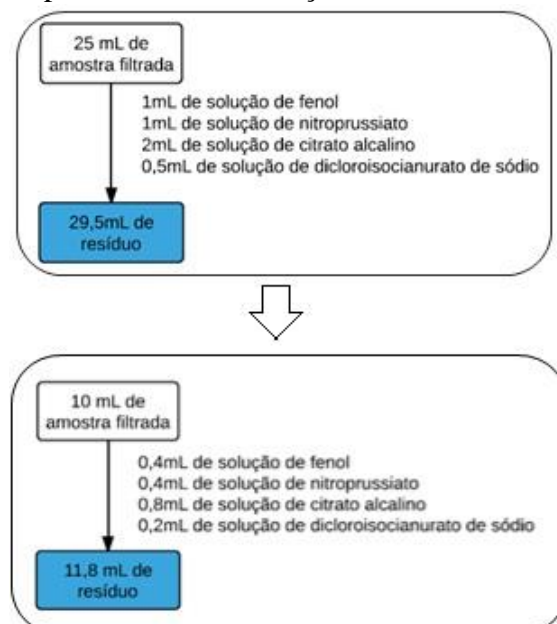 25 mL de
amostra filtrada
1mL de solução de fenol
1mL de solução de nitroprussiato
2mL de solução de citrato alcalino
0,5mL de solução de dicloroisocianurato de sódio
29,5mL de
resíduo
10 mL de
amostra filtrada
0,4mL de solução de fenol
0,4mL de solução de nitroprussiato
0,8mL de solução de citrato alcalino
0,2mL de solução de dicloroisocianurato de sódio
11,8 mL de
resíduo